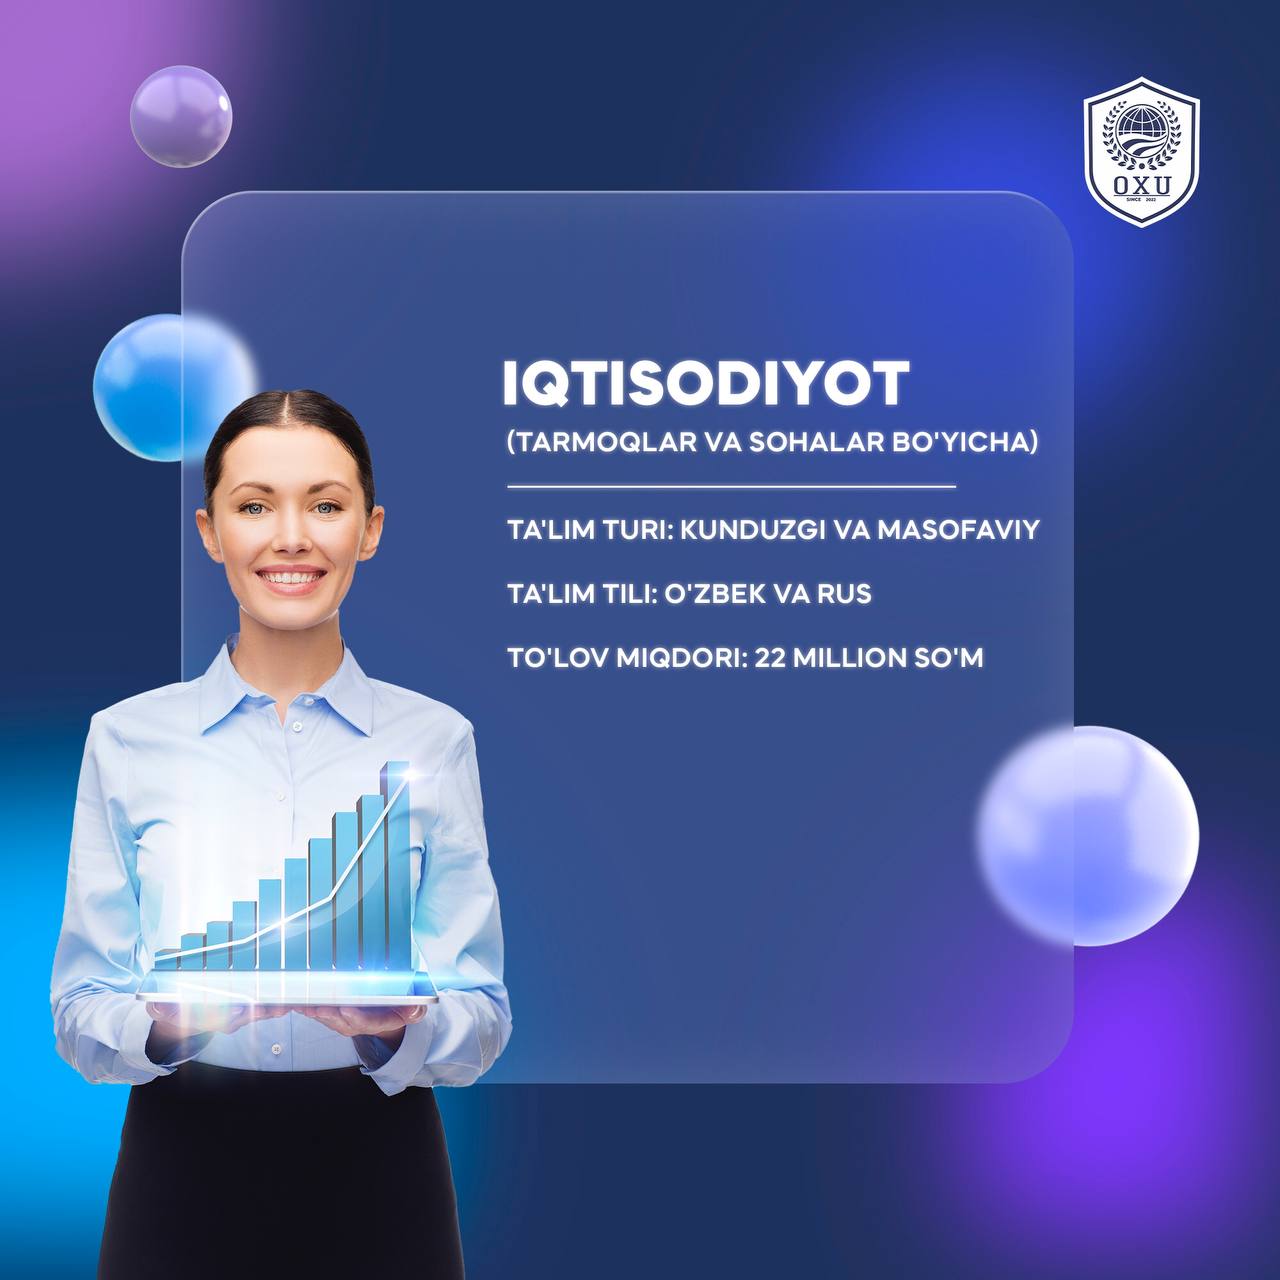 OXU
SINCE 2022
IQTISODIYOT
(TARMOQLAR VA SOHALAR BO'YICHA)
TA'LIM TURI: KUNDUZGI VA MASOFAVIY
TA'LIM TILI: O'ZBEK VA RUS
TO'LOV MIQDORI: 22 MILLION SO'M